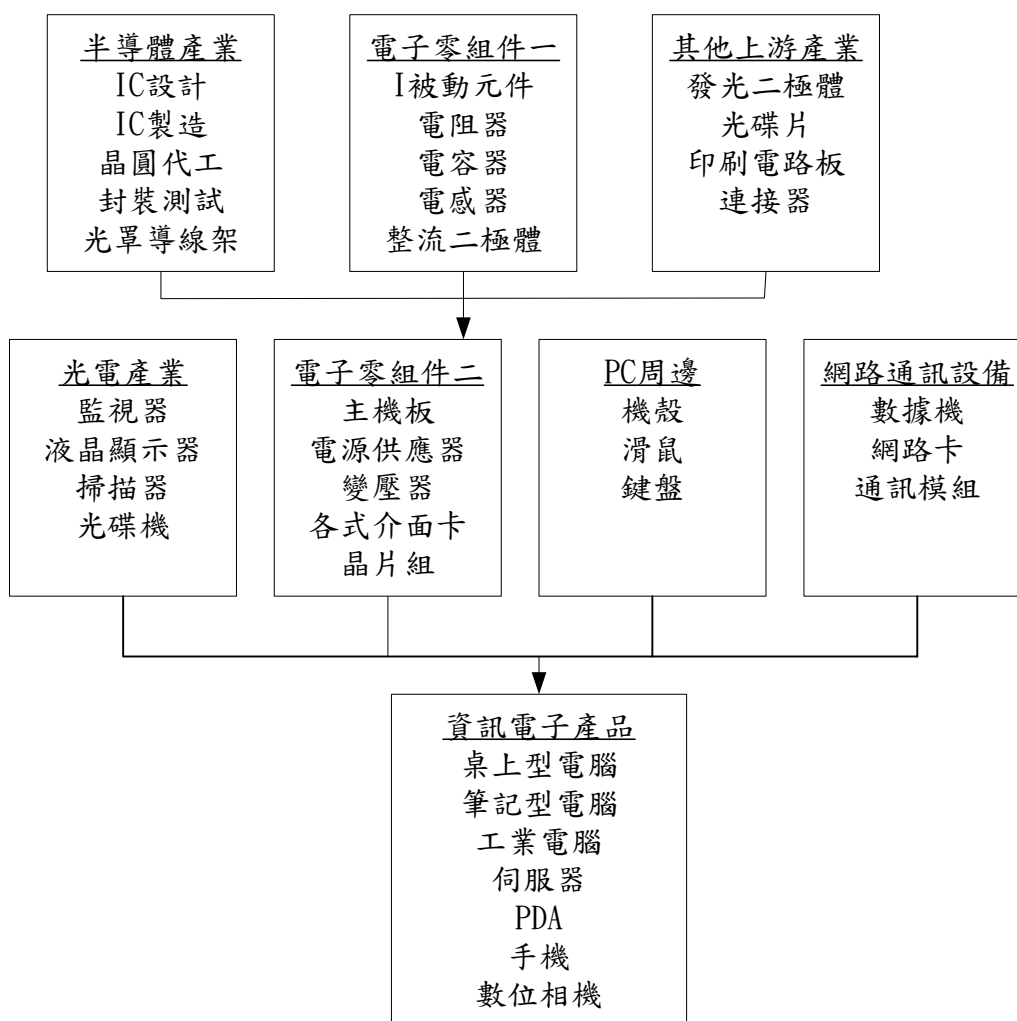 半導體產業
IC設計
IC製造
晶圓代工
封裝測試
光罩導線架
電子零組件一
I被動元件
電阻器
電容器
電感器
整流二極體
其他上游產業
發光二極體
光碟片
印刷電路板
連接器
光電產業
監視器
液晶顯示器
掃描器
光碟機
電子零組件二
主機板
電源供應器
變壓器
各式介面卡
晶片組
PC周邊
機殼
滑鼠
鍵盤
網路通訊設備
數據機
網路卡
通訊模組
資訊電子產品
桌上型電腦
筆記型電腦
工業電腦
伺服器
PDA
手機
數位相機